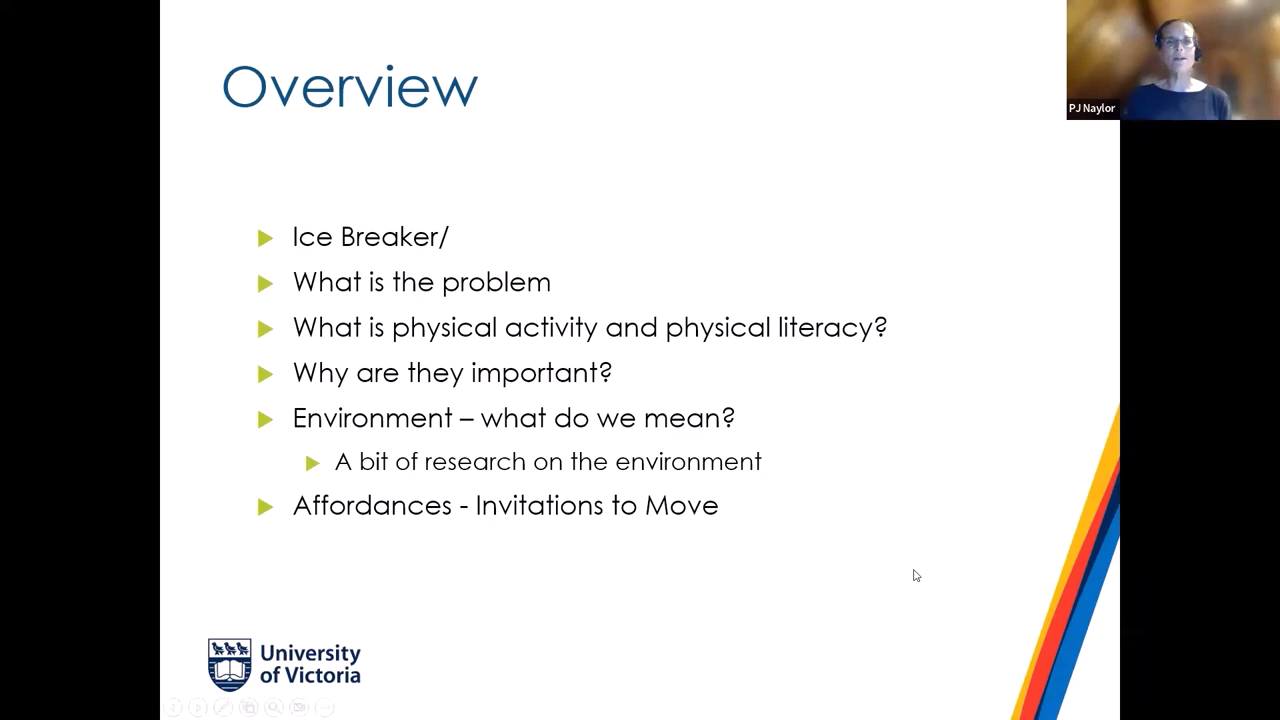 Overview
PJ Naylor
Ice Breaker/
What is the problem
What is physical activity and physical literacy?
Why are they important?
Environment – what do we mean?
A bit of research on the environment
Affordances - Invitations to Move
University
of Victoria